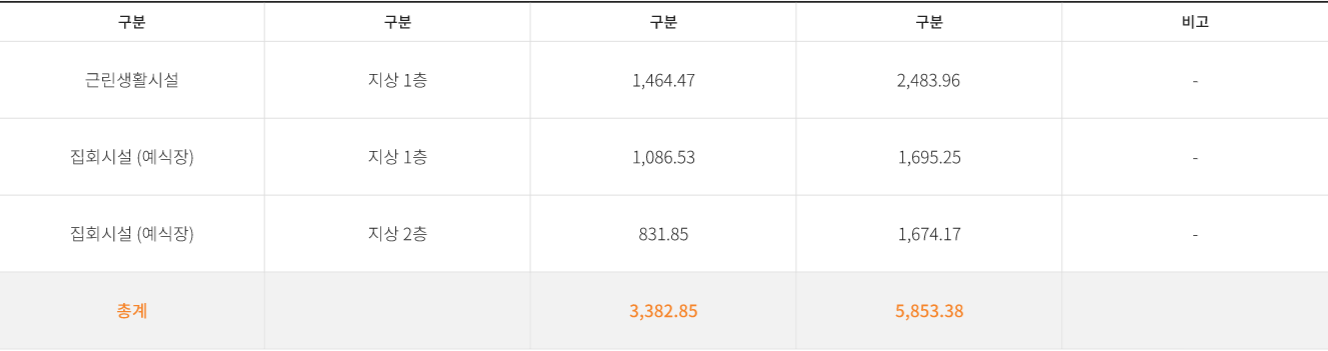 구분 구분 구분 구분 비고
근린생활시설 지상 1층 1,464.47 2,483.96 -
집회시설 (예식장) 지상 1층 1,086.53 1,695.25 -
집회시설 (예식장) 지상 2층 831.85 1,674.17 -
총계 3,382.85 5,853.38